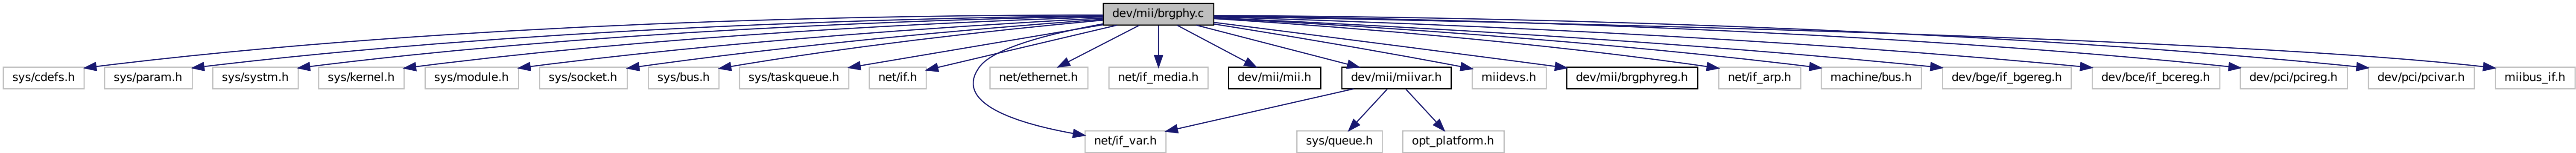 dev/mii/brgphy.c
sys/cdefs.h
sys/param.h
sys/systm.h
sys/kernel.h
sys/module.h
sys/socket.h
sys/bus.h
sys/taskqueue.h
net/if.h
net/ethernet.h
net/if_media.h
dev/mii/mii.h
dev/mii/miivar.h
miidevs.h
dev/mii/brgphyreg.h
net/if_arp.h
machine/bus.h
dev/bge/if_bgereg.h
dev/bce/if_bcereg.h
dev/pci/pcireg.h
dev/pci/pcivar.h
miibus_if.h
net/if_var.h
sys/queue.h
opt_platform.h